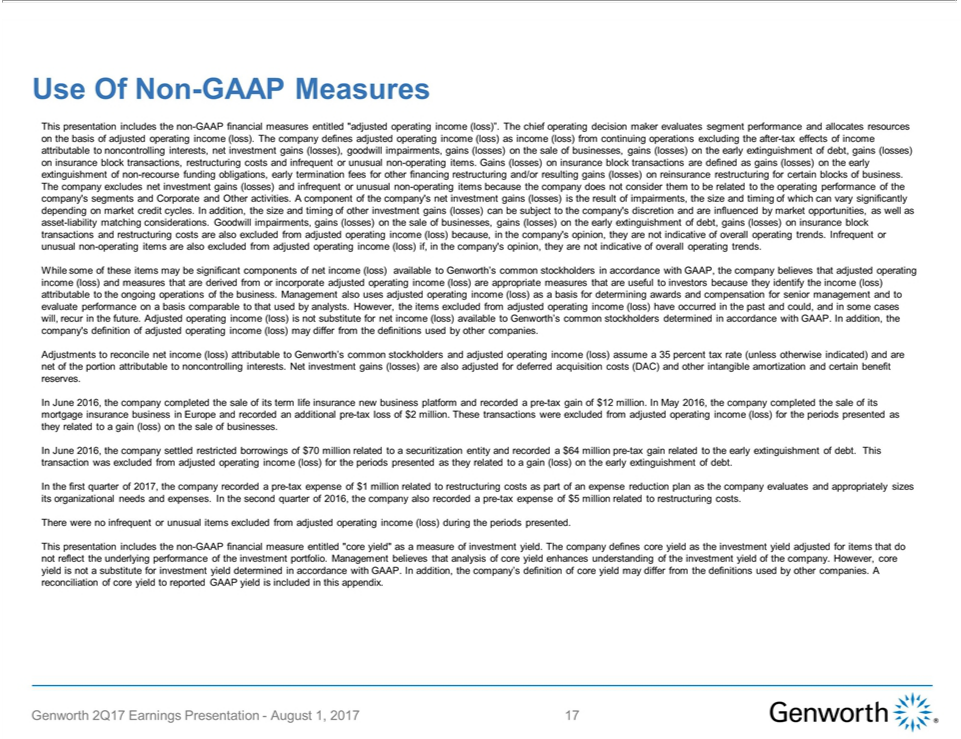 Use Of Non-GAAP Measures
This presentation includes the non-GAAP financial measures entitled "adjusted operating income (loss)". The chief operating decision maker evaluates segment performance and allocates resources
on the basis of adjusted operating income (loss). The company defines adjusted operating income (loss) as income (loss) from continuing operations excluding the after-tax effects of income
attributable to noncontrolling interests, net investment gains (losses), goodwill impairments, gains (losses) on the sale of businesses, gains (losses) on the early extinguishment of debt, gains (losses)
on insurance block transactions, restructuring costs and infrequent or unusual non-operating items. Gains (losses) on insurance block transactions are defined as gains (losses) on the early
extinguishment of non-recourse funding obligations, early termination fees for other financing restructuring and/or resulting gains (losses) on reinsurance restructuring for certain blocks of business.
The company excludes net investment gains (losses) and infrequent or unusual non-operating items because the company does not consider them to be related to the operating performance of the
company's segments and Corporate and Other activities. A component of the company's net investment gains (losses) is the result of impairments, the size and timing of which can vary significantly
depending on market credit cycles. In addition, the size and timing of other investment gains (losses) can be subject to the company's discretion and are influenced by market opportunities, as well as
asset-liability matching considerations. Goodwill impairments, gains (losses) on the sale of businesses, gains (losses) on the early extinguishment of debt, gains (losses) on insurance block
transactions and restructuring costs are also excluded from adjusted operating income (loss) because, in the company's opinion, they are not indicative of overall operating trends. Infrequent or
unusual non-operating items are also excluded from adjusted operating income (loss) if, in the company's opinion, they are not indicative of overall operating trends.
While some of these items may be significant components of net income (loss) available to Genworth's common stockholders in accordance with GAAP, the company believes that adjusted operating
income (loss) and measures that are derived from or incorporate adjusted operating income (loss) are appropriate measures that are useful to investors because they identify the income (loss)
attributable to the ongoing operations of the business. Management also uses adjusted operating income (loss) as a basis for determining awards and compensation for senior management and to
evaluate performance on a basis comparable to that used by analysts. However, the items excluded from adjusted operating income (loss) have occurred in the past and could, and in some cases
will, recur in the future. Adjusted operating income (loss) is not substitute for net income (loss) available to Genworth's common stockholders determined in accordance with GAAP. In addition, the
company's definition of adjusted operating income (loss) may differ from the definitions used by other companies.
Adjustments to reconcile net income (loss) attributable to Genworth's common stockholders and adjusted operating income (loss) assume a 35 percent tax rate (unless otherwise indicated) and are
net of the portion attributable to noncontrolling interests. Net investment gains (losses) are also adjusted for deferred acquisition costs (DAC) and other intangible amortization and certain benefit
reserves.
In June 2016, the company completed the sale of its term life insurance new business platform and recorded a pre-tax gain of $12 million. In May 2016, the company completed the sale of its
mortgage insurance business in Europe and recorded an additional pre-tax loss of $2 million. These transactions were excluded from adjusted operating income (loss) for the periods presented as
they related to a gain (loss) on the sale of businesses.
In June 2016, the company settled restricted borrowings of $70 million related to a securitization entity and recorded a $64 million pre-tax gain related to the early extinguishment of debt. This
transaction was excluded from adjusted operating income (loss) for the periods presented as they related to a gain (loss) on the early extinguishment of debt.
In the first quarter of 2017, the company recorded a pre-tax expense of $1 million related to restructuring costs as part of an expense reduction plan as the company evaluates and appropriately sizes
its organizational needs and expenses. In the second quarter of 2016, the company also recorded a pre-tax expense of $5 million related to restructuring costs.
There were no infrequent or unusual items excluded from adjusted operating income (loss) during the periods presented.
This presentation includes the non-GAAP financial measure entitled "core yield" as a measure of investment yield. The company defines core yield as the investment yield adjusted for items that do
not reflect the underlying performance of the investment portfolio. Management believes that analysis of core yield enhances understanding of the investment yield of the company. However, core
yield is not a substitute for investment yield determined in accordance with GAAP. In addition, the company's definition of core yield may differ from the definitions used by other companies. A
reconciliation of core yield to reported GAAP yield is included in this appendix.
Genworth 2Q17 Earnings Presentation - August 1, 2017 17 Genworth®